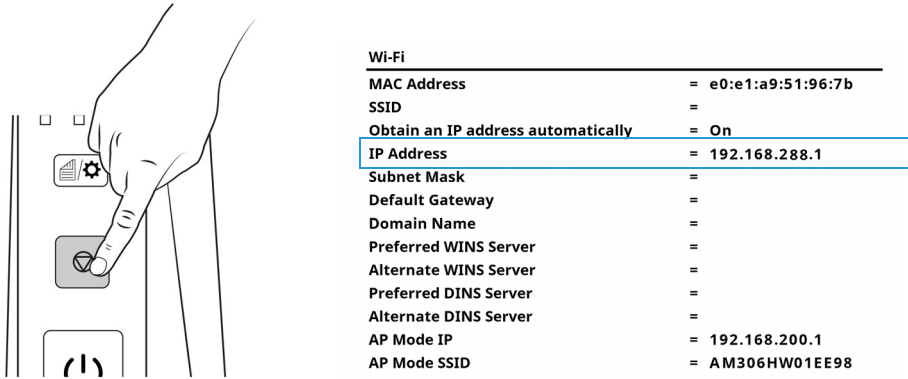 Wi-Fi
MAC Address = e0:e1:a9:51:96:7b
SSID =
Obtain an IP address automatically = On
IP Address = 192.168.288.1
Subnet Mask =
Default Gateway =
Domain Name =
Preferred WINS Server =
Alternate WINS Server =
Preferred DINS Server =
Alternate DINS Server =
AP Mode IP = 192.168.200.1
AP Mode SSID = AM306HW01EE98